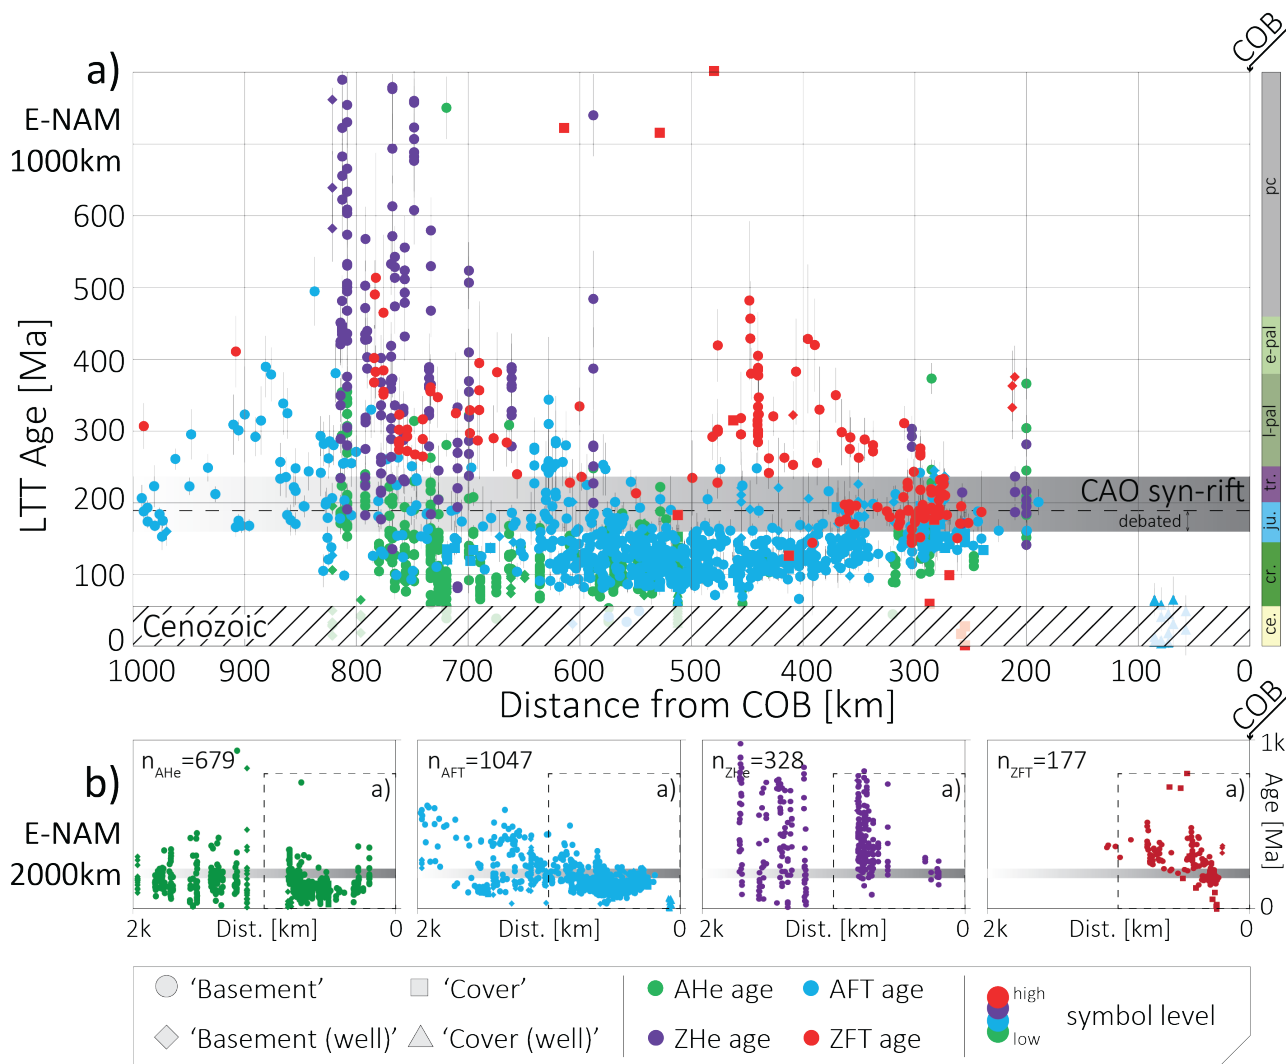 COB
a)
E-NAM
1000km
600
500
400
300
200
100
0
LTT Age [Ma]
pc
e-pal
l-pal
tr.
ju.
cr.
ce.
CAO syn-rift
debated
Cenozoic
1000 900 800 700 600 500 400 300 200 100 0
Distance from COB [km]
COB
b)
E-NAM
2000km
nAHe=679
a)
nAFT=1047
a)
nZHe=328
a)
nZFT=177
a)
1k
Age [Ma]
0
2k Dist. [km] 0
2k Dist. [km] 0
2k Dist. [km] 0
2k Dist. [km] 0
‘Basement’ ‘Cover’ AHe age AFT age high
‘Basement (well)’ ‘Cover (well)’ ZHe age ZFT age low
symbol level